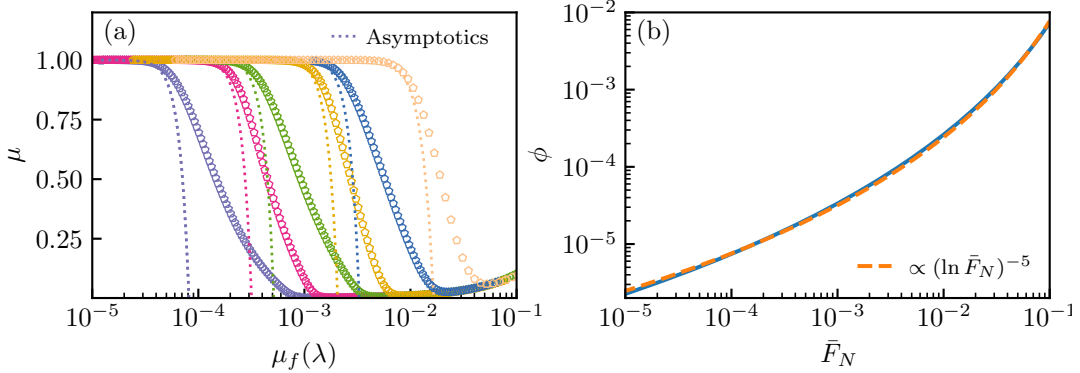 (a)
Asymptotics
1.00
0.75
0.50
0.25
μ
10⁻⁵ 10⁻⁴ 10⁻³ 10⁻² 10⁻¹
μ_f(λ)
(b)
10⁻²
10⁻³
10⁻⁴
10⁻⁵
ϕ
∝ (ln F̄_N)⁻⁵
10⁻⁵ 10⁻⁴ 10⁻³ 10⁻² 10⁻¹
F̄_N